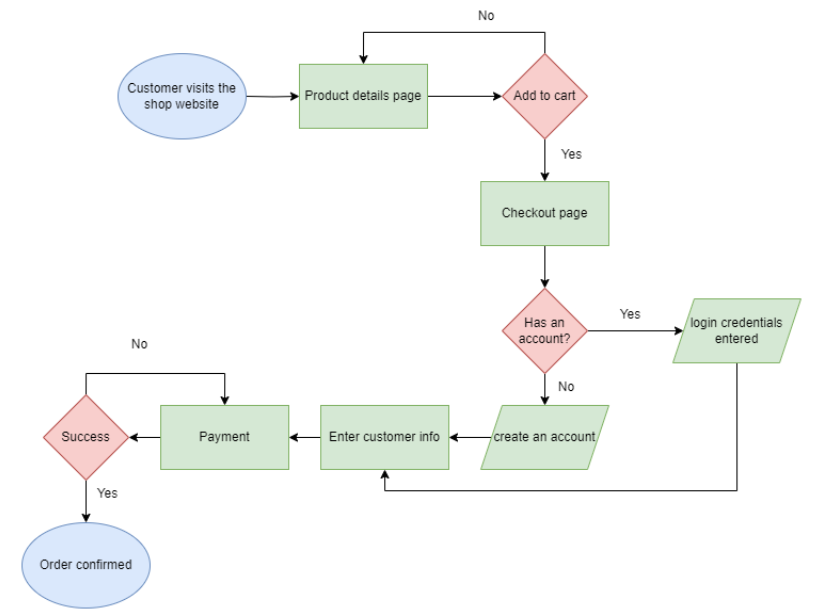 No
Customer visits the
shop website
Product details page
Add to cart
Yes
Checkout page
Has an
account?
Yes
login credentials
entered
No
No
Success
Payment
Enter customer info
create an account
Yes
Order confirmed